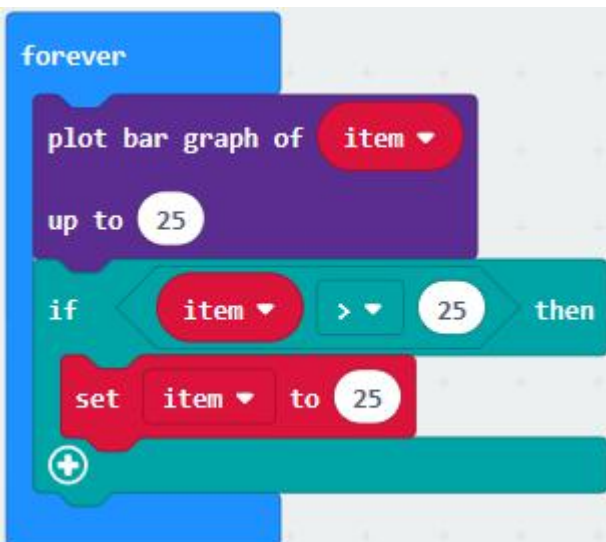 forever
plot bar graph of item
up to 25
if item > 25 then
set item to 25